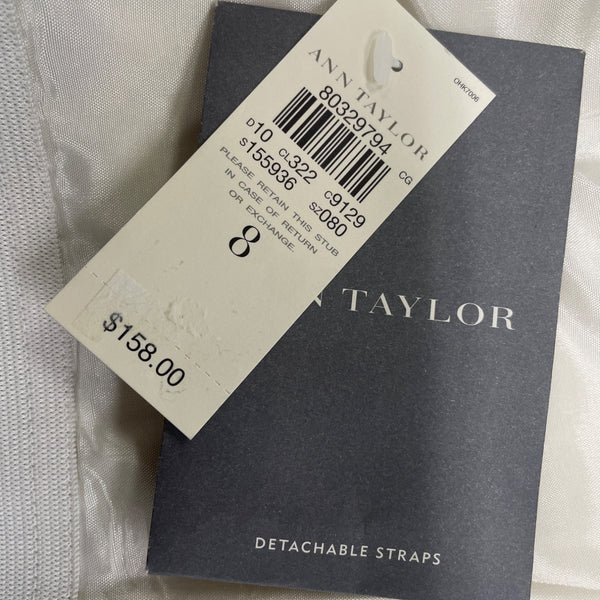 ANN TAYLOR
80329794
D10 CL322 C9129 CG
S155936 SZ080
PLEASE RETAIN THIS STUB
IN CASE OF RETURN
OR EXCHANGE.
8
$158.00
OHK7006
N TAYLOR
DETACHABLE STRAPS